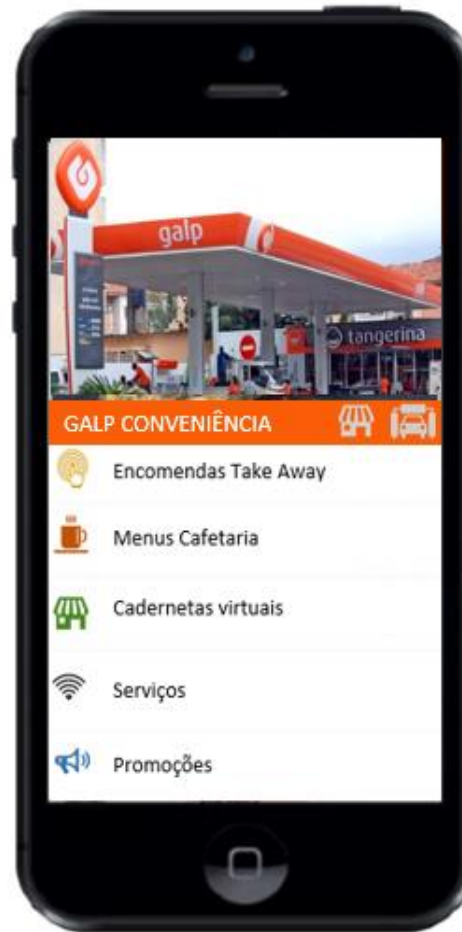 galp
tangerina
GALP CONVENIÊNCIA
Encomendas Take Away
Menus Cafetaria
Cadernetas virtuais
Serviços
Promoções